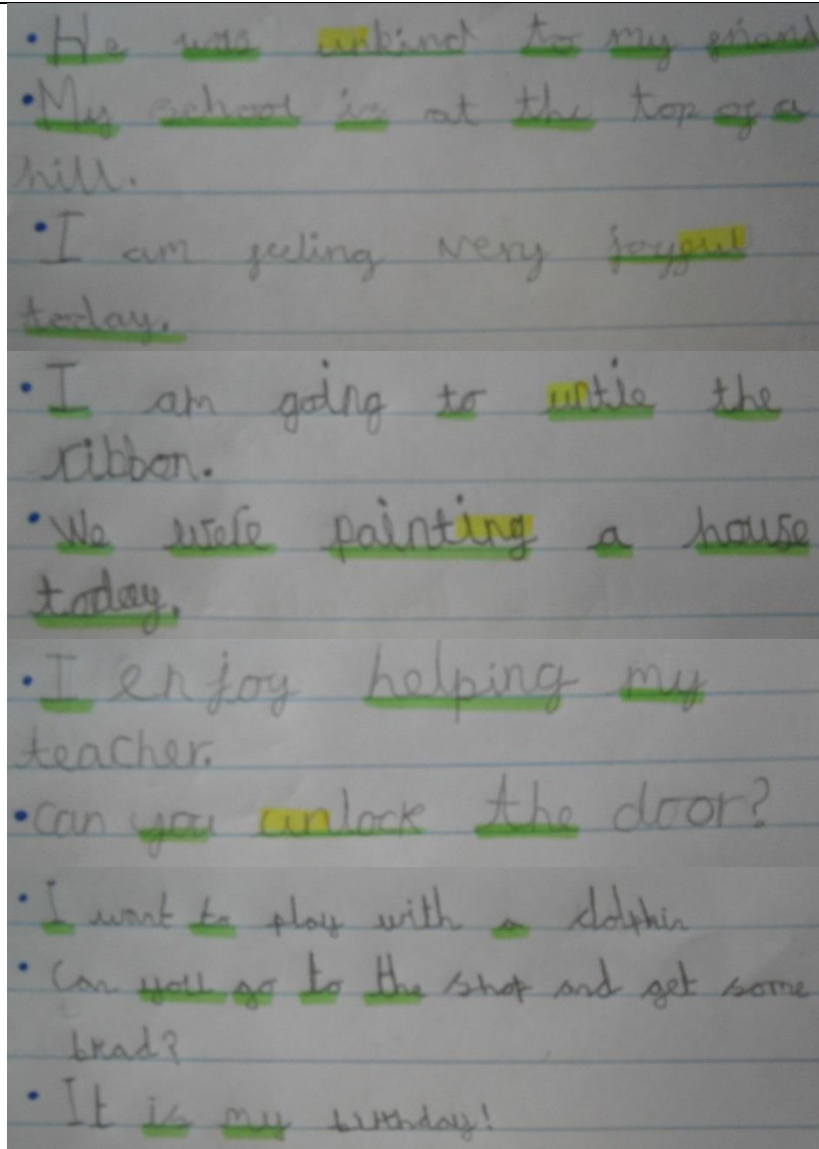 • He was unkind to my friend
• My school is at the top of a
hill.
• I am feeling very joyful
today.
• I am going to untie the
ribbon.
• We were painting a house
today.
• I enjoy helping my
teacher.
• Can you unlock the door?
• I want to play with a dolphin
• Can you go to the shop and get some
bread?
• It is my birthday!